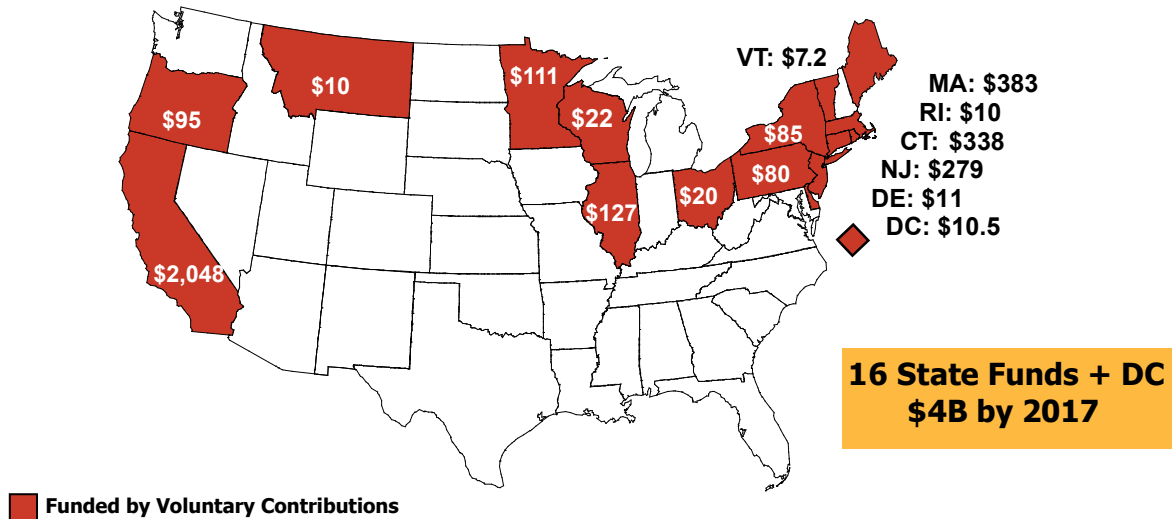 VT: $7.2
MA: $383
RI: $10
CT: $338
NJ: $279
DE: $11
DC: $10.5
$10
$111
$95
$22
$85
$80
$20
$127
$2,048
16 State Funds + DC
$4B by 2017
Funded by Voluntary Contributions